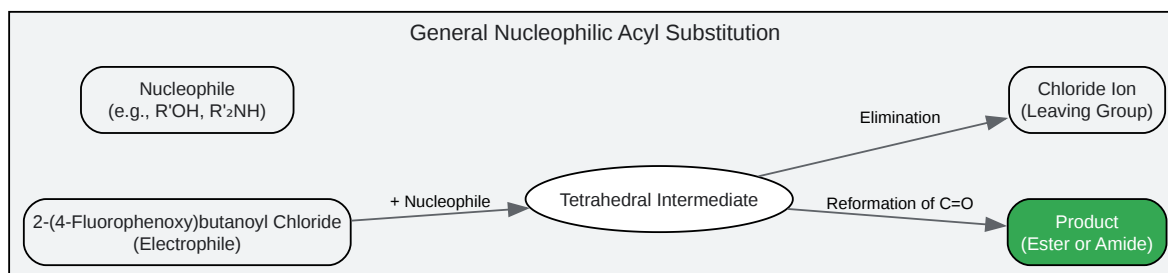 General Nucleophilic Acyl Substitution
Nucleophile
(e.g., R'OH, R'₂NH)
Chloride Ion
(Leaving Group)
Elimination
2-(4-Fluorophenoxy)butanoyl Chloride
(Electrophile)
+ Nucleophile
Tetrahedral Intermediate
Reformation of C=O
Product
(Ester or Amide)